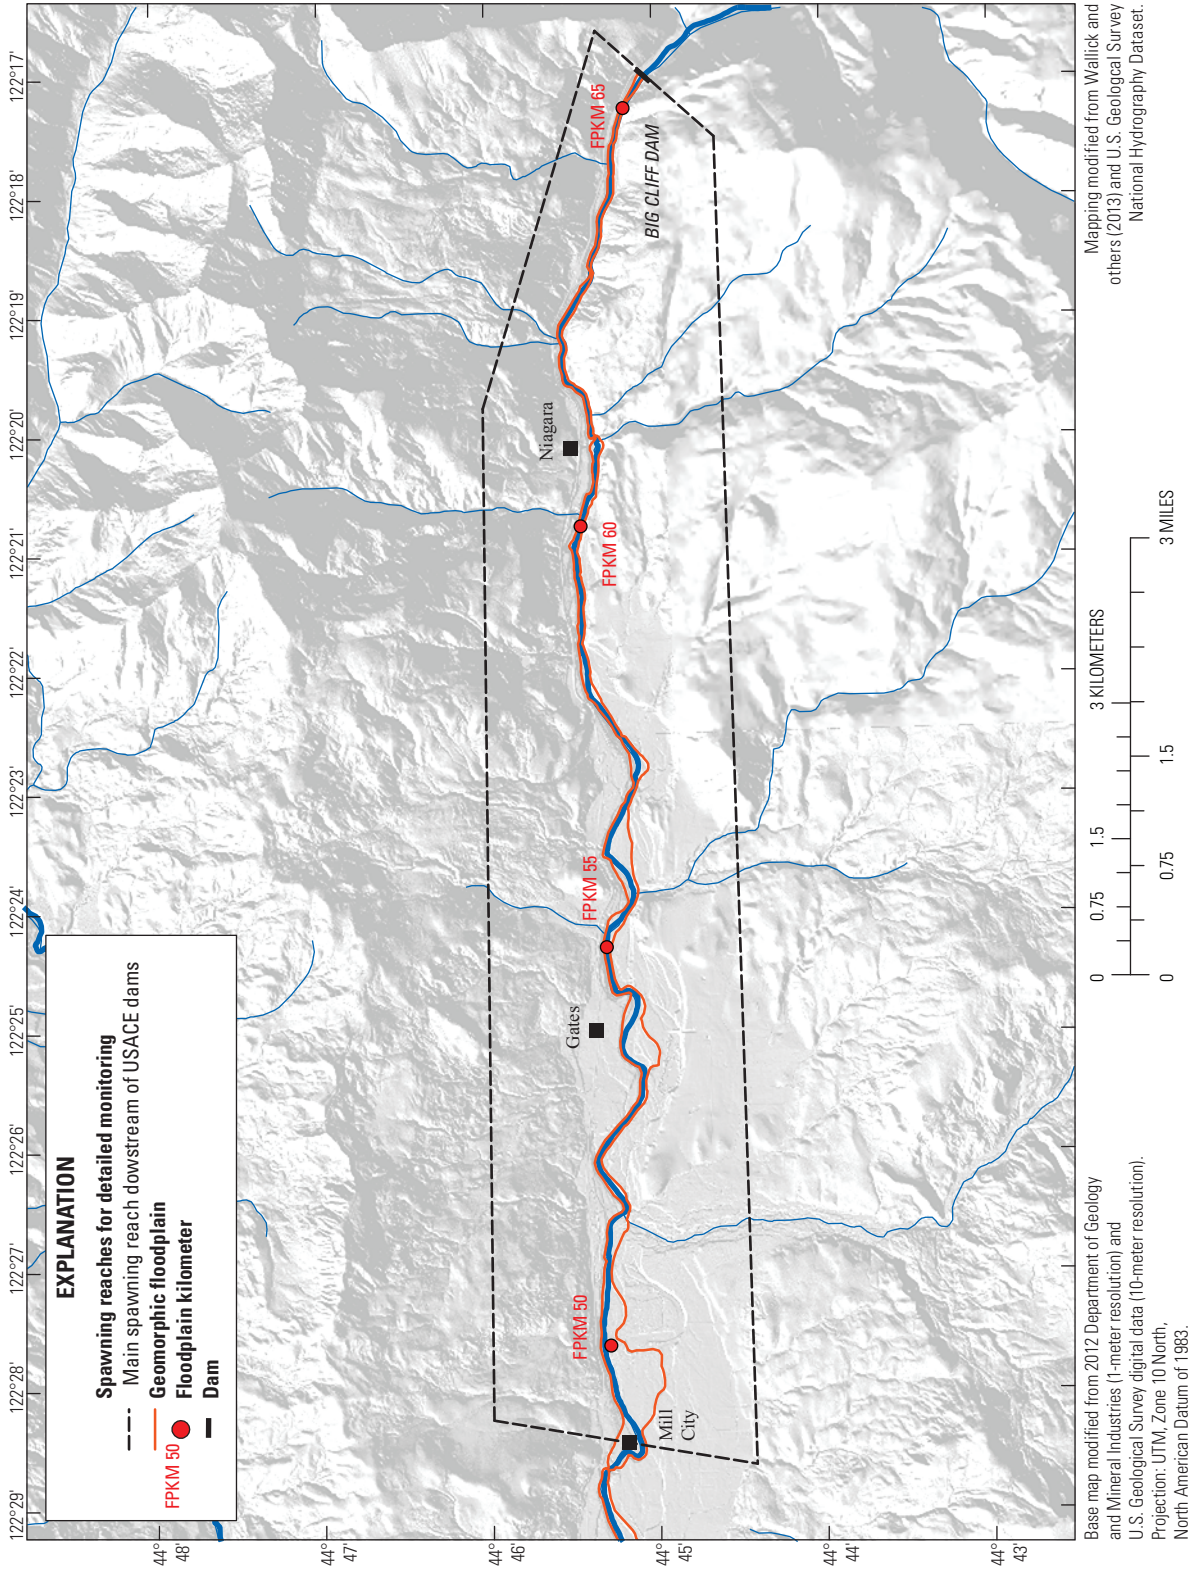 122°29'
122°28'
122°27'
122°26'
122°25'
122°24'
122°23'
122°22'
122°21'
122°20'
122°19'
122°18'
122°17'
44°
48'
44°
47'
44°
46'
44°
45'
44°
43'
44°
43'
EXPLANATION
Spawning reaches for detailed monitoring
Main spawning reach downstream of USACE dams
Geomorphic floodplain
FPKM 50
Floodplain kilometer
Dam
FPKM 50
FPKM 55
FPKM 60
FPKM 65
Mill
City
Gates
Niagara
BIG CLIFF DAM
Base map modified from 2012 Department of Geology
and Mineral Industries (1-meter resolution) and
U.S. Geological Survey digital data (10-meter resolution).
Projection: UTM, Zone 10 North,
North American Datum of 1983.
0
0.75
1.5
3 KILOMETERS
0
0.75
1.5
3 MILES
Mapping modified from Wallick and
others (2013) and U.S. Geologcal Survey
National Hydrography Dataset.